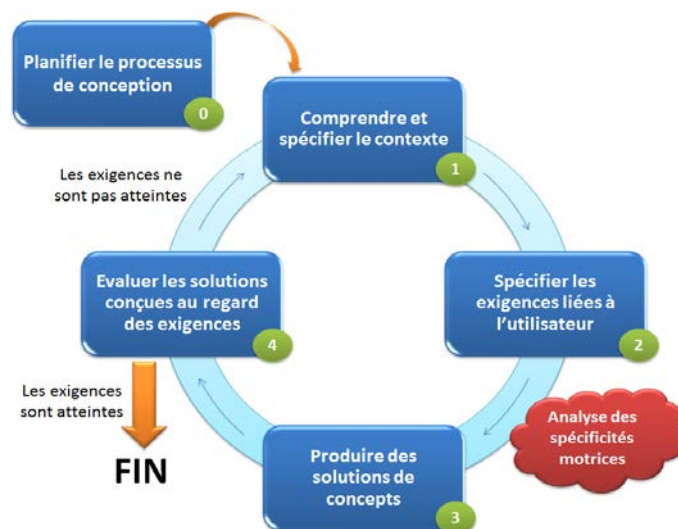 Planifier le processus
de conception
0
Comprendre et
spécifier le contexte
1
Les exigences ne
sont pas atteintes
Evaluer les solutions
conçues au regard
des exigences
4
Spécifier les
exigences liées à
l'utilisateur
2
Les exigences
sont atteintes
FIN
Analyse des
spécificités
motrices
Produire des
solutions de
concepts
3